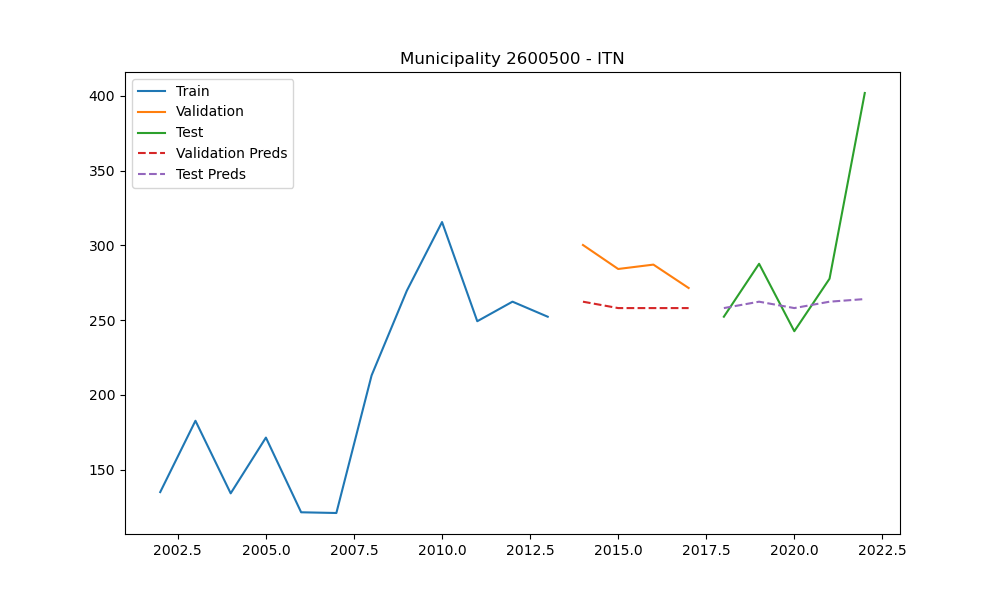 Municipality 2600500 - ITN
Train
Validation
Test
Validation Preds
Test Preds
400
350
300
250
200
150
2002.5 2005.0 2007.5 2010.0 2012.5 2015.0 2017.5 2020.0 2022.5